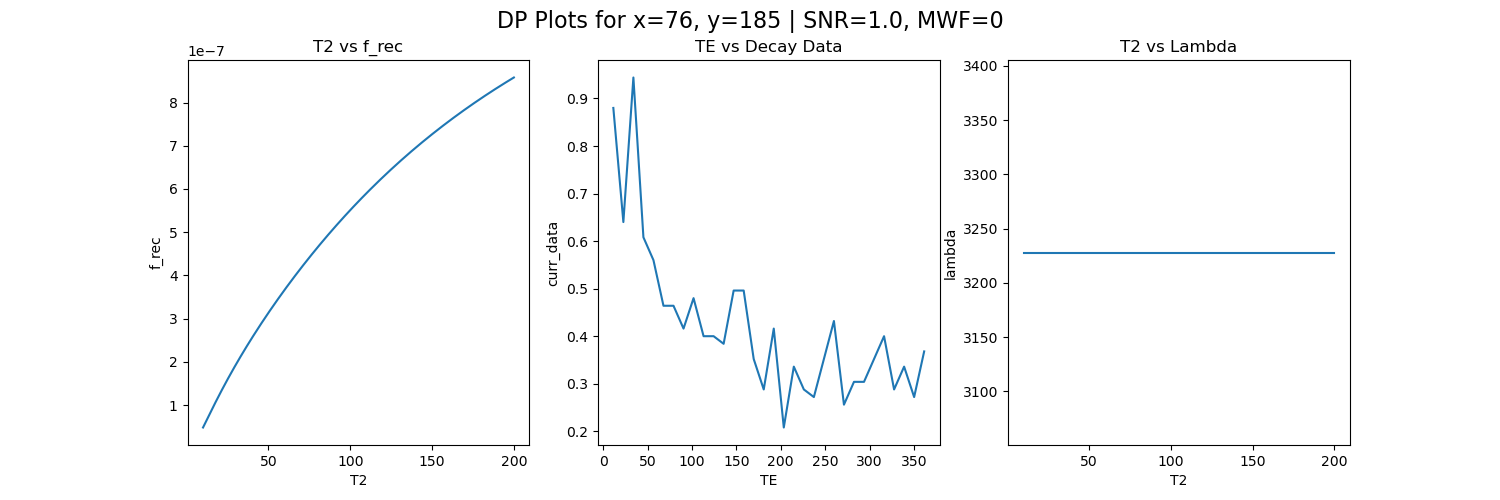 DP Plots for x=76, y=185 | SNR=1.0, MWF=0
T2 vs f_rec
1e−7
8
7
6
5
4
3
2
1
f_rec
50 100 150 200
T2
TE vs Decay Data
0.9
0.8
0.7
0.6
0.5
0.4
0.3
0.2
curr_data
0 50 100 150 200 250 300 350
TE
T2 vs Lambda
3400
3350
3300
3250
3200
3150
3100
lambda
50 100 150 200
T2